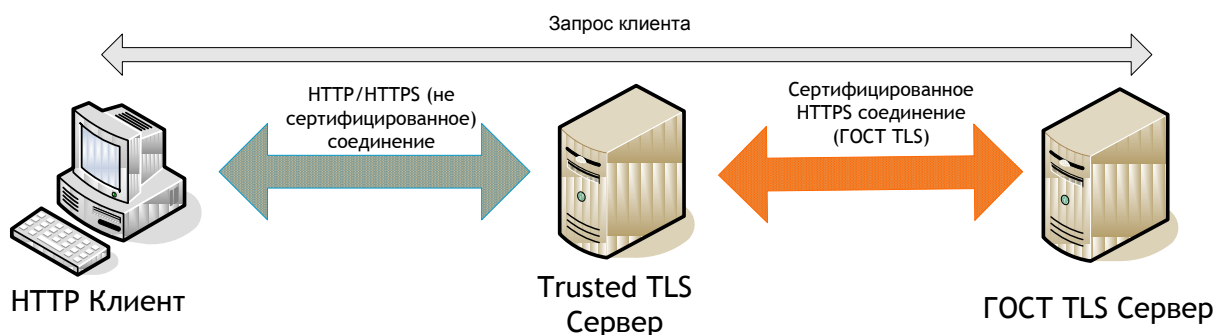 Запрос клиента
HTTP/HTTPS (не
сертифицированное)
соединение
Сертифицированное
HTTPS соединение
(ГОСТ TLS)
HTTP Клиент
Trusted TLS
Сервер
ГОСТ TLS Сервер